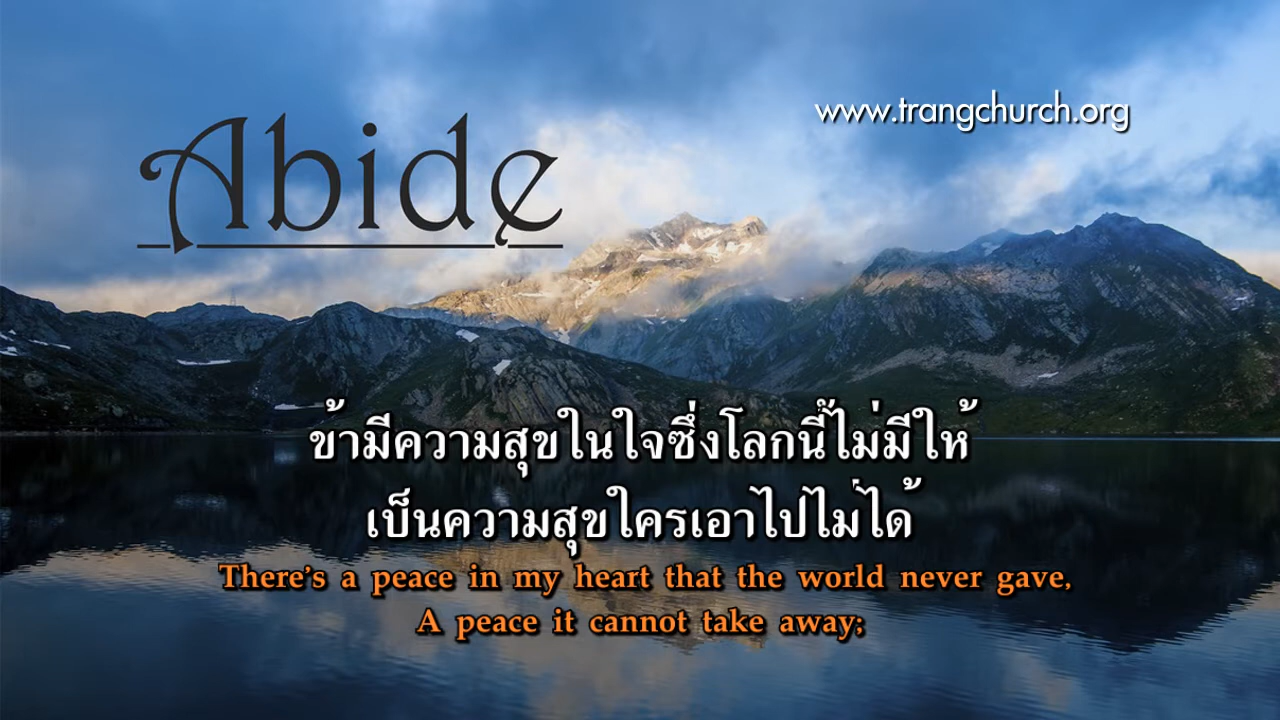 Abide
www.trangchurch.org
ข้ามีความสุขในใจซึ่งโลกนี้ไม่มีให้
เป็นความสุขใครเอาไปไม่ได้
There's a peace in my heart that the world never gave,
A peace it cannot take away;